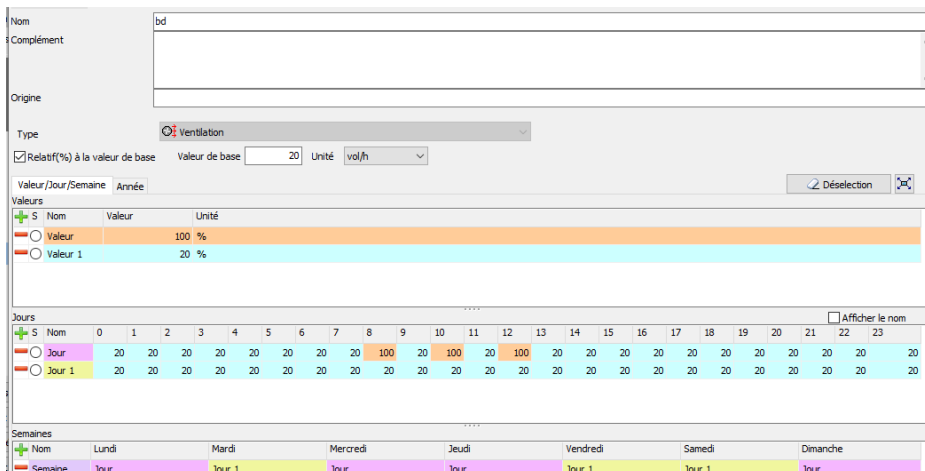 Nom bd
Complément
Origine
Type Ventilation
Relatif(%) à la valeur de base Valeur de base 20 Unité vol/h
Valeur/Jour/Semaine Année Déselection
Valeurs
S Nom Valeur Unité
Valeur 100 %
Valeur 1 20 %
Jours Afficher le nom
S Nom 0 1 2 3 4 5 6 7 8 9 10 11 12 13 14 15 16 17 18 19 20 21 22 23
Jour 20 20 20 20 20 20 20 20 100 20 100 20 100 20 20 20 20 20 20 20 20 20 20 20
Jour 1 20 20 20 20 20 20 20 20 20 20 20 20 20 20 20 20 20 20 20 20 20 20 20 20
Semaines
Nom Lundi Mardi Mercredi Jeudi Vendredi Samedi Dimanche
Semaine Jour Jour 1 Jour Jour Jour 1 Jour 1 Jour